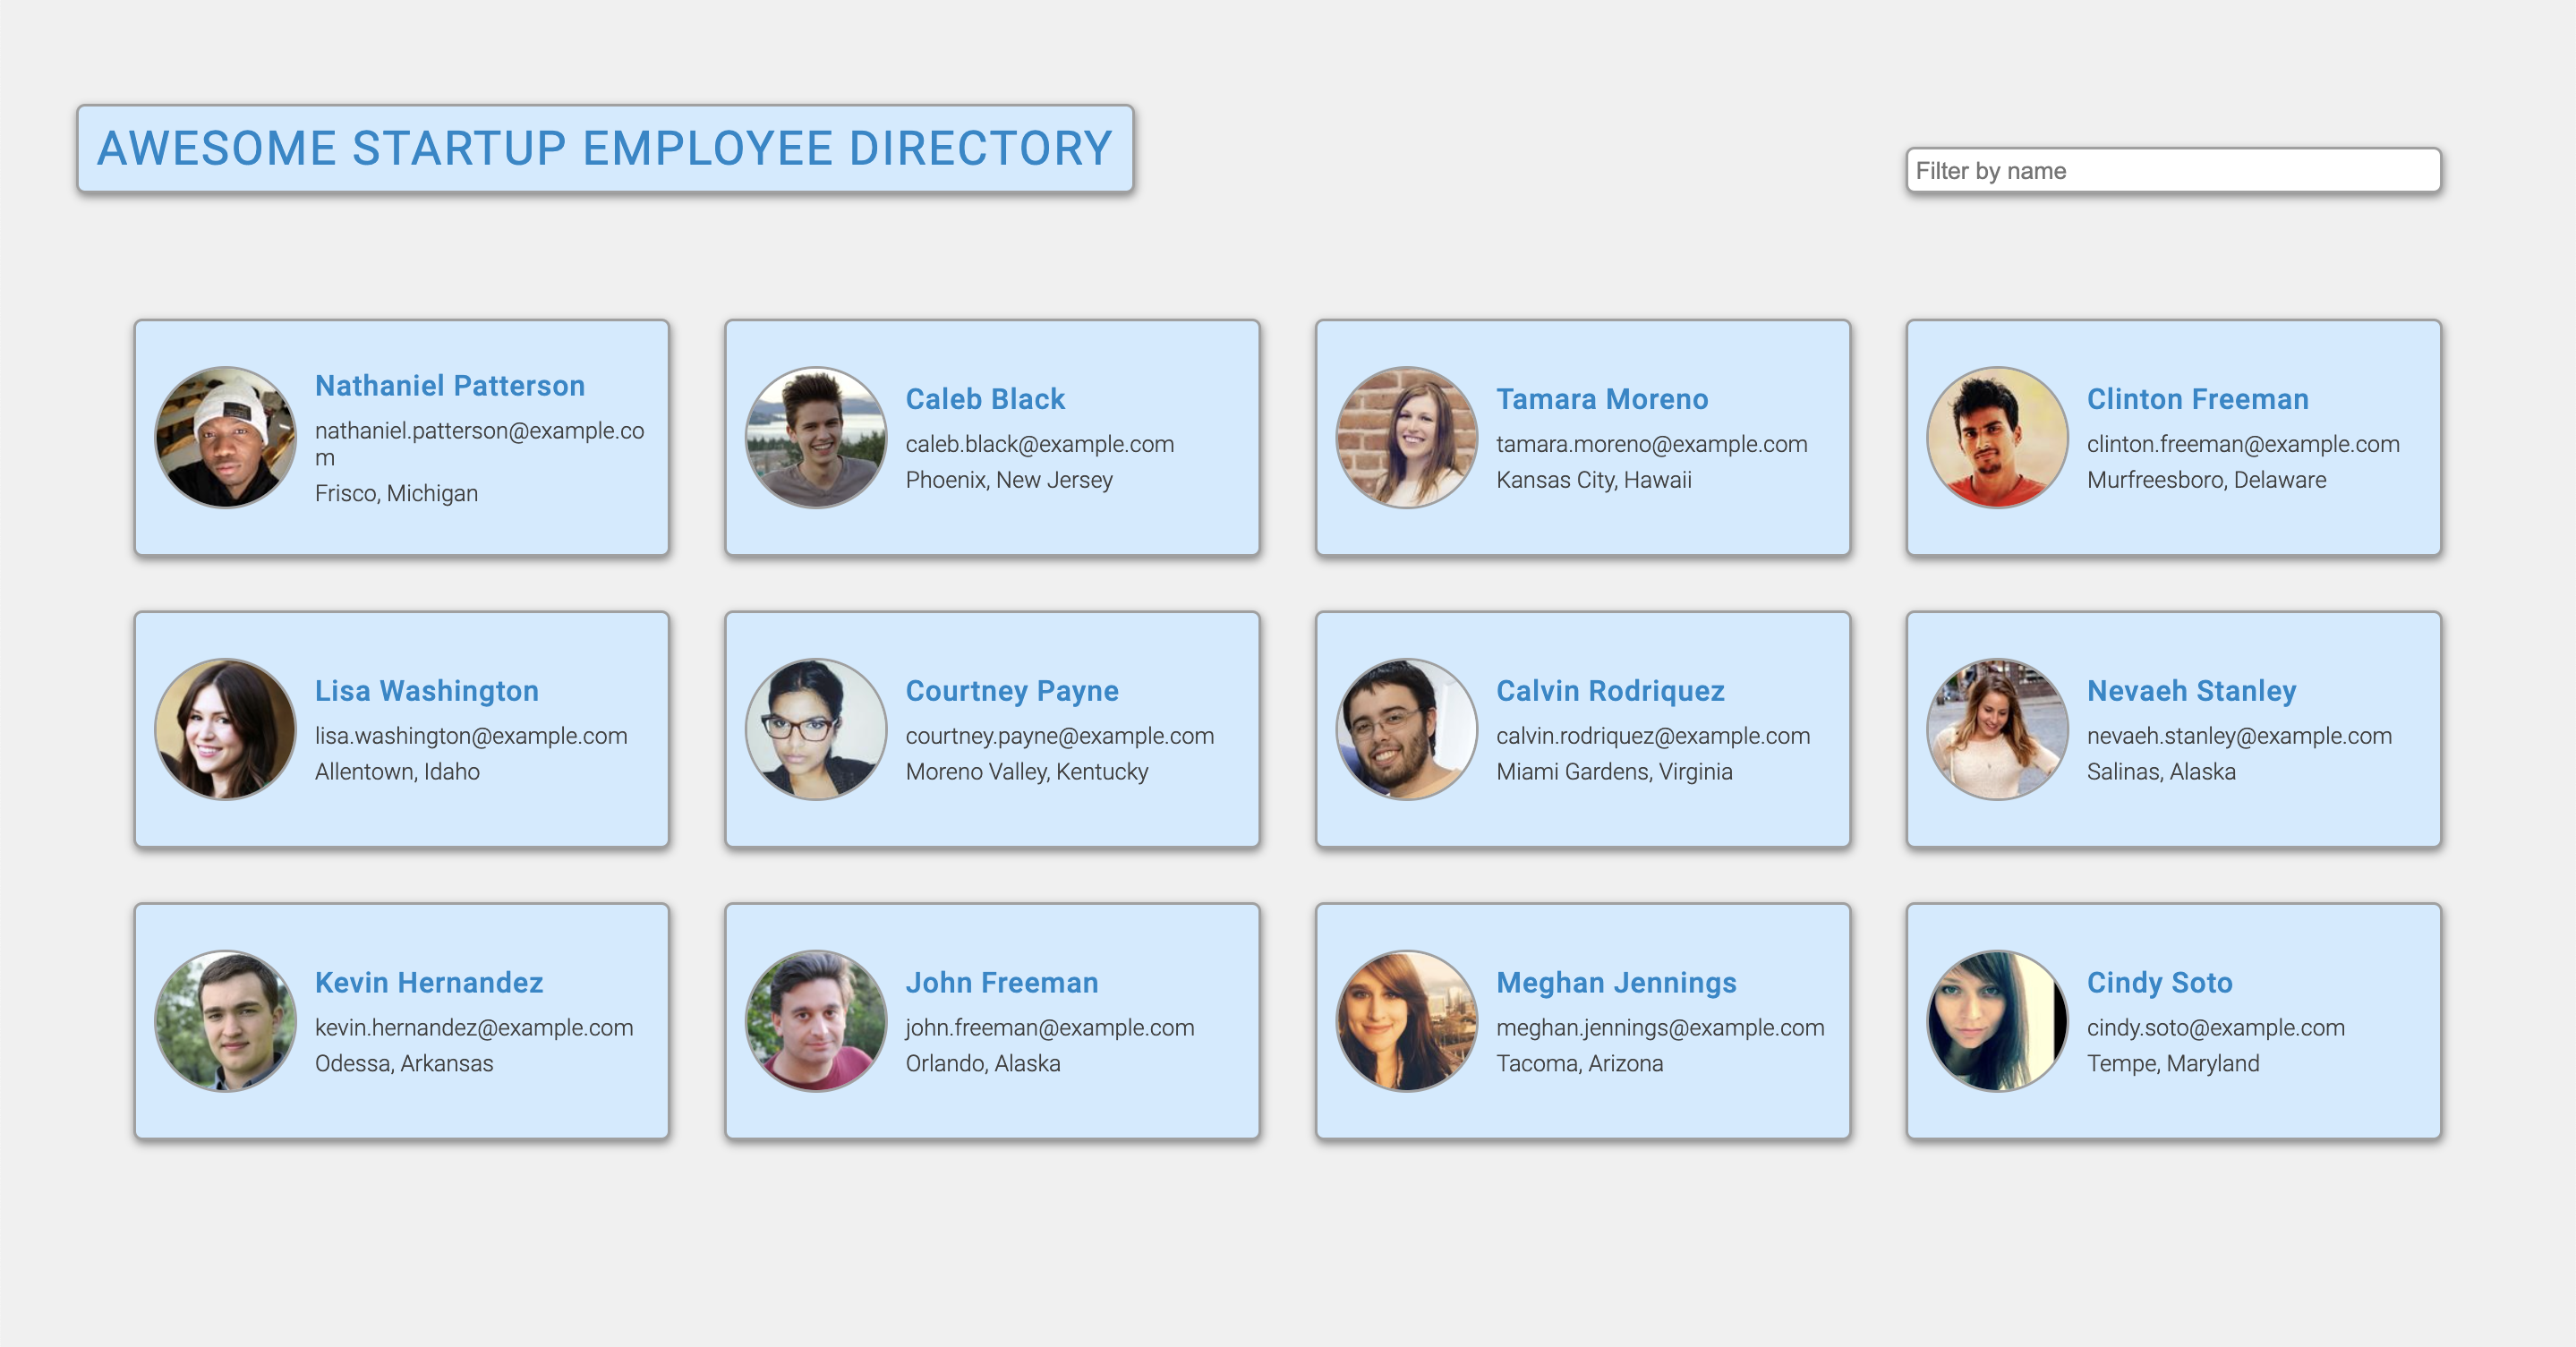 AWESOME STARTUP EMPLOYEE DIRECTORY
Filter by name
Nathaniel Patterson
nathaniel.patterson@example.co
m
Frisco, Michigan
Caleb Black
caleb.black@example.com
Phoenix, New Jersey
Tamara Moreno
tamara.moreno@example.com
Kansas City, Hawaii
Clinton Freeman
clinton.freeman@example.com
Murfreesboro, Delaware
Lisa Washington
lisa.washington@example.com
Allentown, Idaho
Courtney Payne
courtney.payne@example.com
Moreno Valley, Kentucky
Calvin Rodriquez
calvin.rodriquez@example.com
Miami Gardens, Virginia
Nevaeh Stanley
nevaeh.stanley@example.com
Salinas, Alaska
Kevin Hernandez
kevin.hernandez@example.com
Odessa, Arkansas
John Freeman
john.freeman@example.com
Orlando, Alaska
Meghan Jennings
meghan.jennings@example.com
Tacoma, Arizona
Cindy Soto
cindy.soto@example.com
Tempe, Maryland